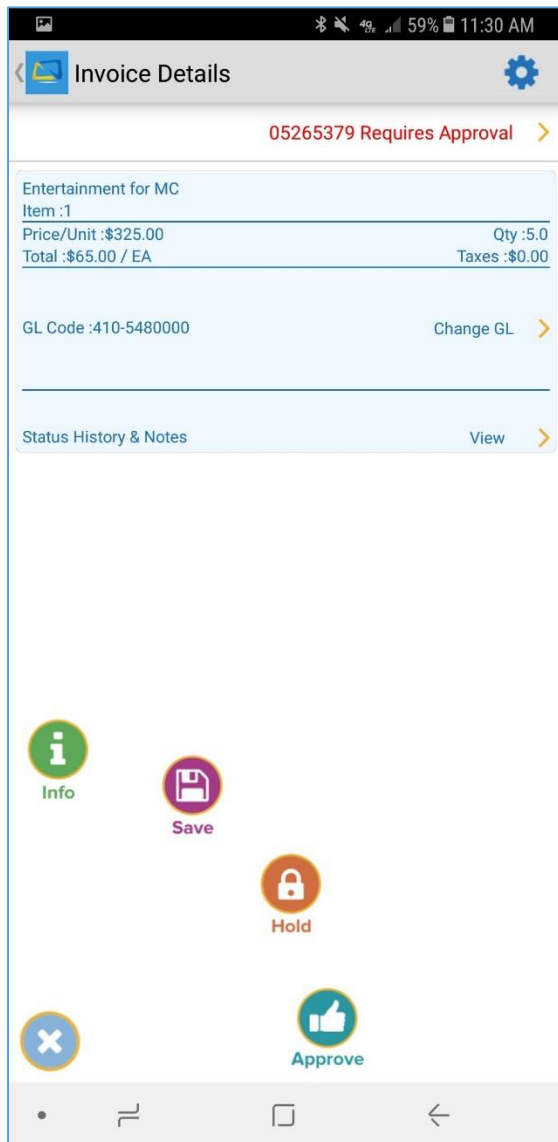 4G LTE 59% 11:30 AM
Invoice Details
05265379 Requires Approval
Entertainment for MC
Item :1
Price/Unit :$325.00 Qty :5.0
Total :$65.00 / EA Taxes :$0.00
GL Code :410-5480000 Change GL
Status History & Notes View
Info
Save
Hold
Approve